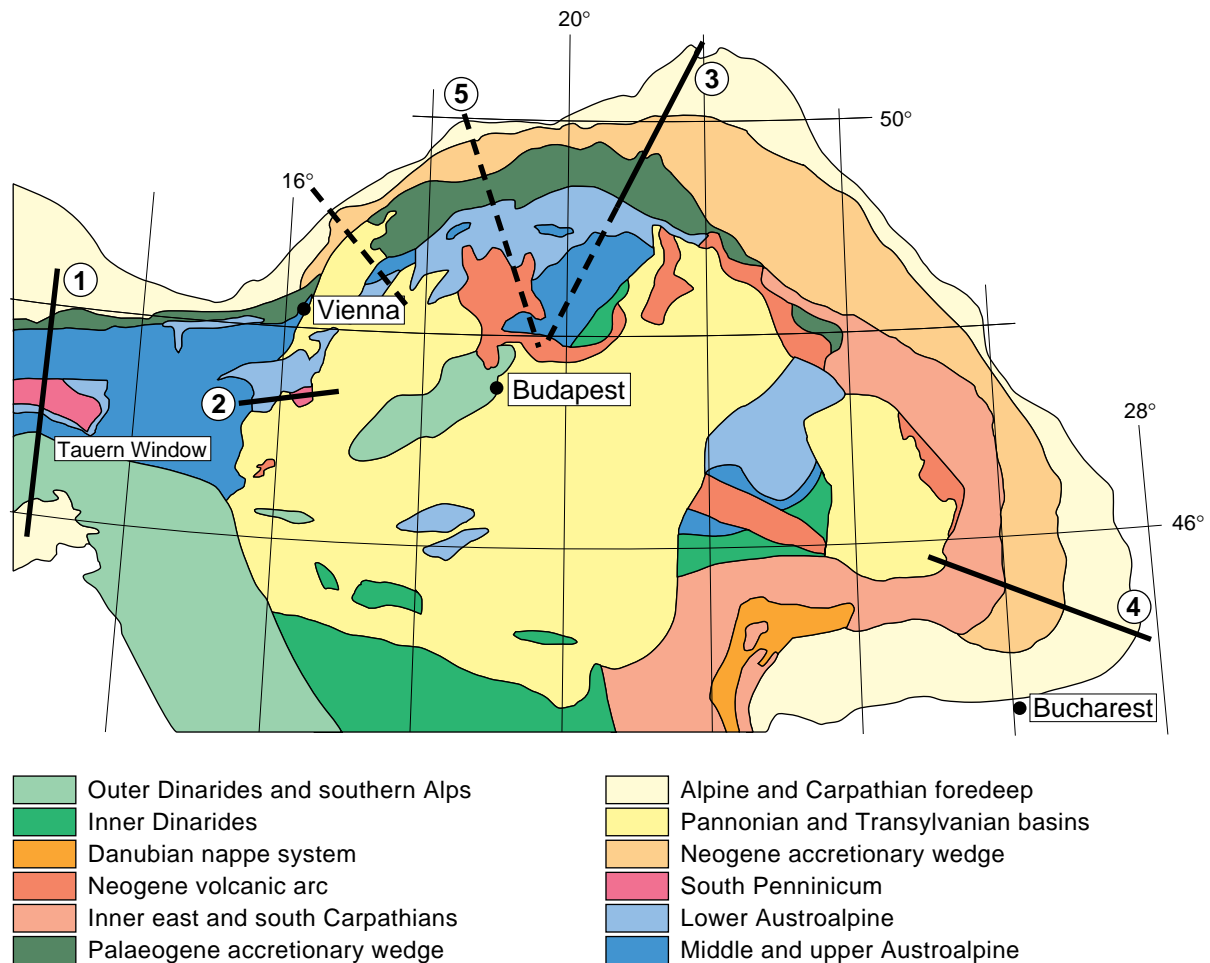 20°
3
5
50°
16°
1
Vienna
Budapest
2
28°
Tauern Window
46°
4
Bucharest
Outer Dinarides and southern Alps
Inner Dinarides
Danubian nappe system
Neogene volcanic arc
Inner east and south Carpathians
Palaeogene accretionary wedge
Alpine and Carpathian foredeep
Pannonian and Transylvanian basins
Neogene accretionary wedge
South Penninicum
Lower Austroalpine
Middle and upper Austroalpine